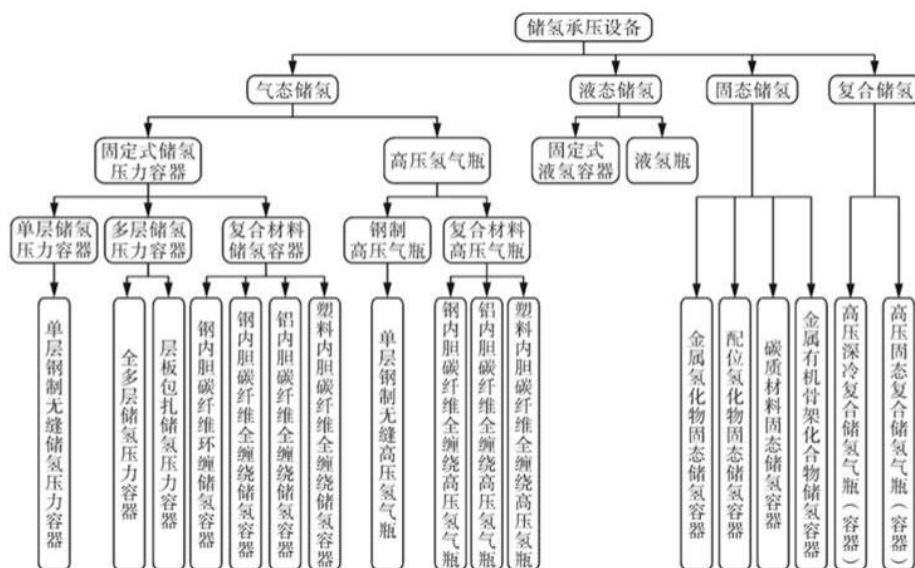 储氢承压设备
气态储氢
液态储氢
固态储氢
复合储氢
固定式储氢
压力容器
高压氢气瓶
固定式
液氢容器
液氢瓶
单层储氢
压力容器
多层储氢
压力容器
复合材料
储氢容器
钢制
高压气瓶
复合材料
高压气瓶
单层钢制无缝储氢压力容器
全多层储氢压力容器
层板包扎储氢压力容器
钢内胆碳纤维环缠储氢容器
钢内胆碳纤维全缠绕储氢容器
铝内胆碳纤维全缠绕储氢容器
塑料内胆碳纤维全缠绕储氢容器
单层钢制无缝高压氢气瓶
钢内胆碳纤维全缠绕高压氢气瓶
铝内胆碳纤维全缠绕高压氢气瓶
塑料内胆碳纤维全缠绕高压氢瓶
金属氢化物固态储氢容器
配位氢化物固态储氢容器
碳质材料固态储氢容器
金属有机骨架化合物储氢容器
高压深冷复合储氢气瓶（容器）
高压固态复合储氢气瓶（容器）